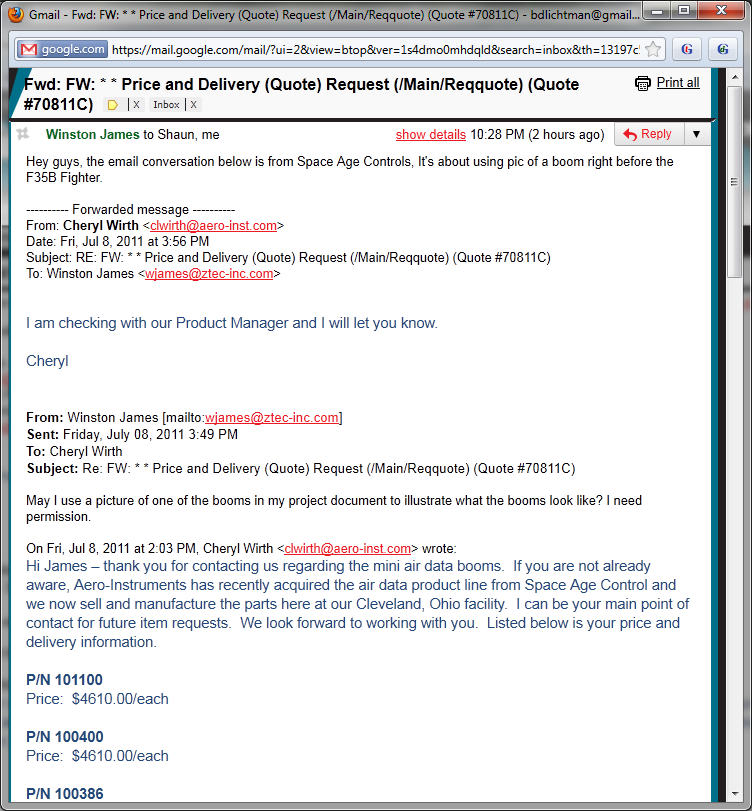 Gmail - Fwd: FW: * * Price and Delivery (Quote) Request (/Main/Reqquote) (Quote #70811C) - bdlichtman@gmail...
google.com https://mail.google.com/mail/?ui=2&view=btop&ver=1s4dmo0mhdqld&search=inbox&th=13197c
Fwd: FW: * * Price and Delivery (Quote) Request (/Main/Reqquote) (Quote
#70811C) | X Inbox | X
Print all
Winston James to Shaun, me show details 10:28 PM (2 hours ago) Reply
Hey guys, the email conversation below is from Space Age Controls, It's about using pic of a boom right before the
F35B Fighter.
---------- Forwarded message ----------
From: Cheryl Wirth <clwirth@aero-inst.com>
Date: Fri, Jul 8, 2011 at 3:56 PM
Subject: RE: FW: * * Price and Delivery (Quote) Request (/Main/Reqquote) (Quote #70811C)
To: Winston James <wjames@ztec-inc.com>
I am checking with our Product Manager and I will let you know.
Cheryl
From: Winston James [mailto:wjames@ztec-inc.com]
Sent: Friday, July 08, 2011 3:49 PM
To: Cheryl Wirth
Subject: Re: FW: * * Price and Delivery (Quote) Request (/Main/Reqquote) (Quote #70811C)
May I use a picture of one of the booms in my project document to illustrate what the booms look like? I need
permission.
On Fri, Jul 8, 2011 at 2:03 PM, Cheryl Wirth <clwirth@aero-inst.com> wrote:
Hi James – thank you for contacting us regarding the mini air data booms.  If you are not already
aware, Aero-Instruments has recently acquired the air data product line from Space Age Control and
we now sell and manufacture the parts here at our Cleveland, Ohio facility.  I can be your main point of
contact for future item requests.  We look forward to working with you.  Listed below is your price and
delivery information.
P/N 101100
Price:  $4610.00/each
P/N 100400
Price:  $4610.00/each
P/N 100386